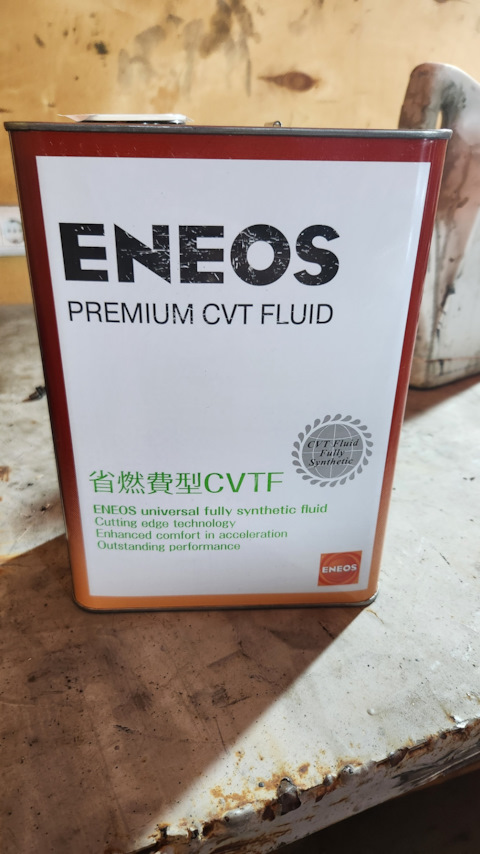 ENEOS
PREMIUM CVT FLUID
CVT Fluid
Fully
Synthetic
省燃費型CVTF
ENEOS universal fully synthetic fluid
Cutting edge technology
Enhanced comfort in acceleration
Outstanding performance
ENEOS